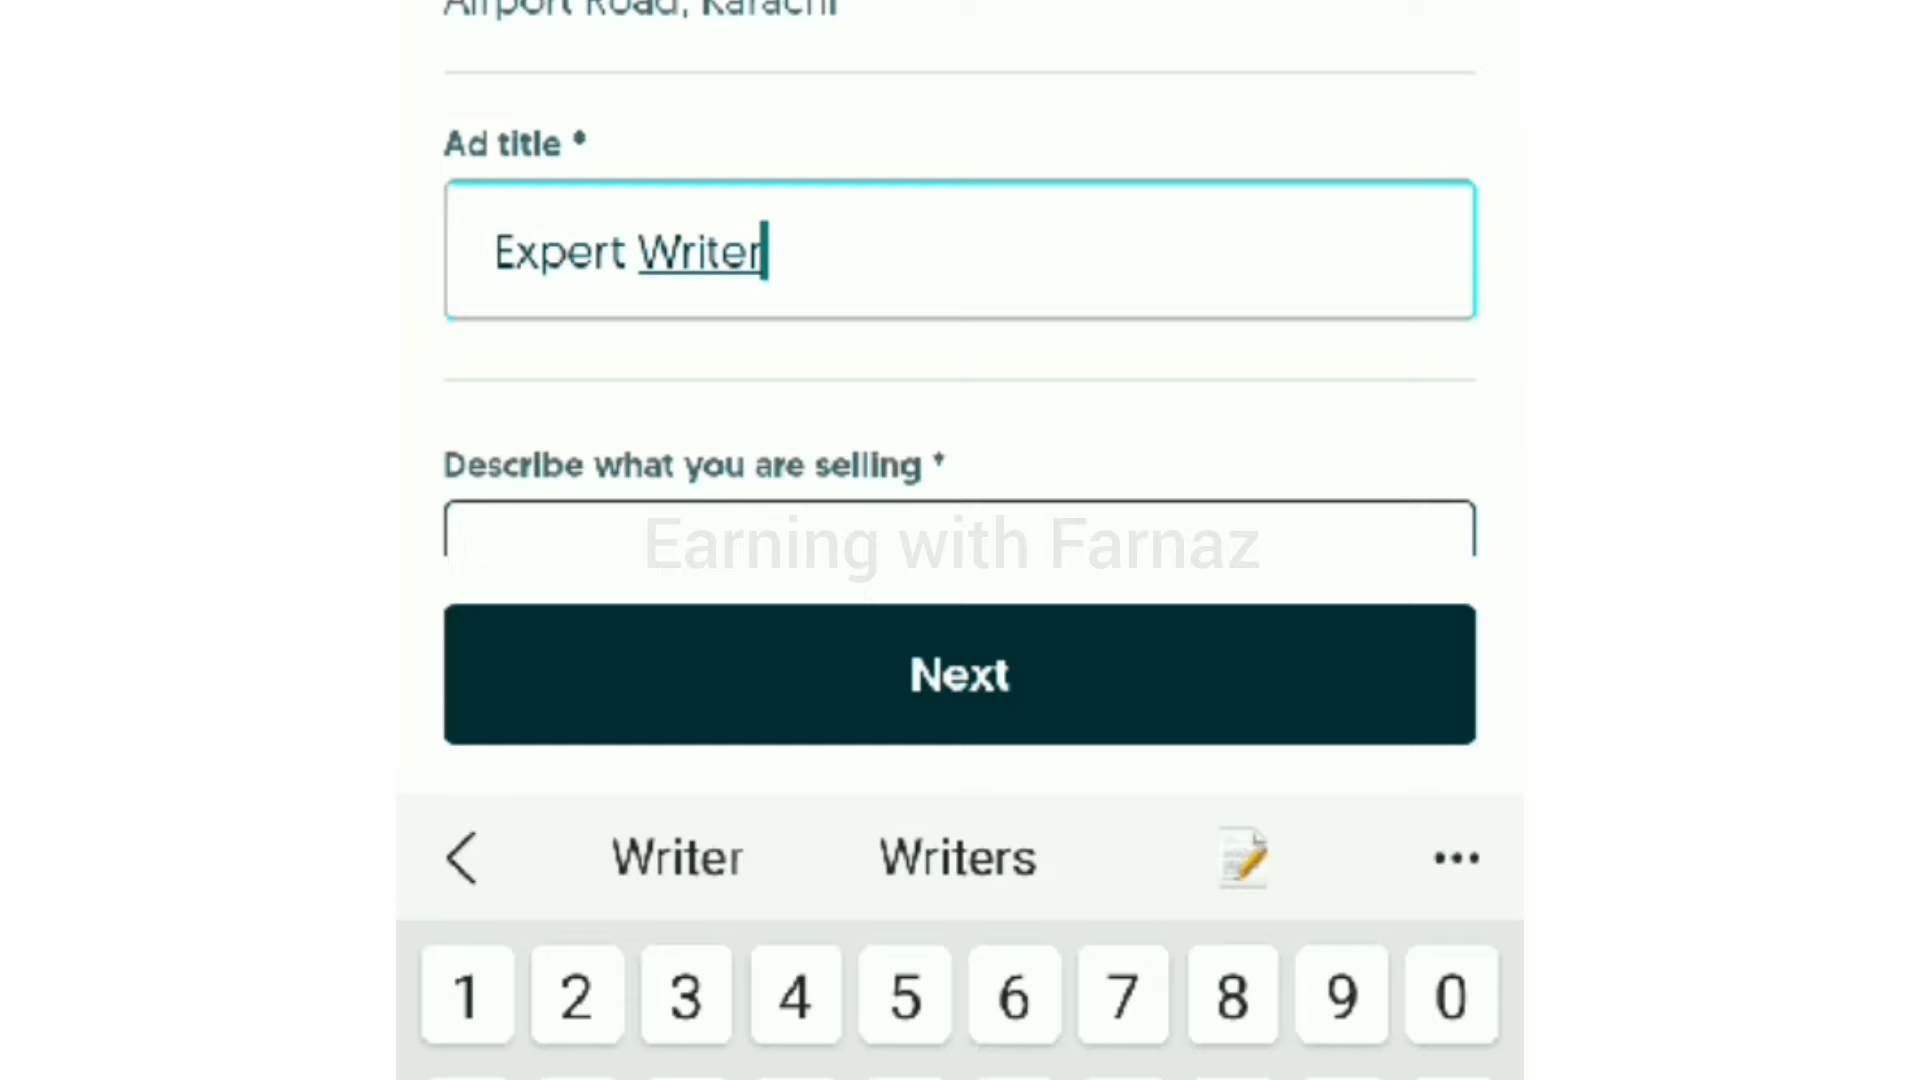 Airport Road, Karachi
Ad title *
Expert Writer
Describe what you are selling *
Earning with Farnaz
Next
Writer Writers
1 2 3 4 5 6 7 8 9 0